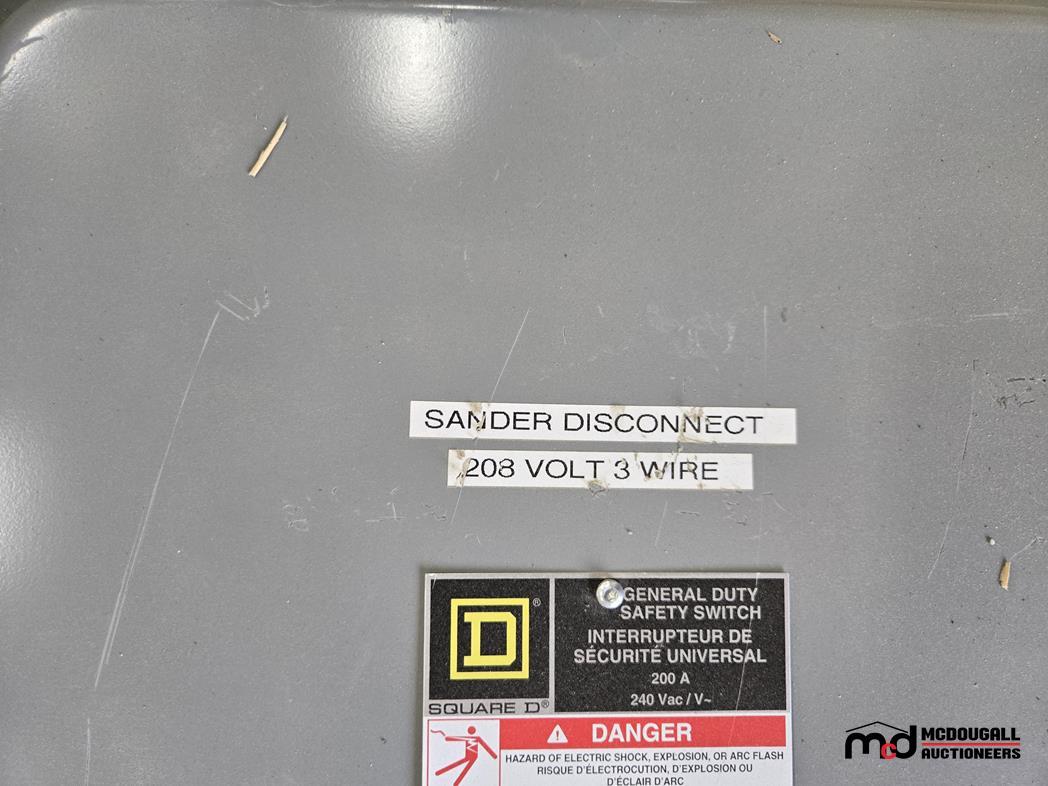 SANDER DISCONNECT
208 VOLT 3 WIRE
D®
SQUARE D®
GENERAL DUTY
SAFETY SWITCH
INTERRUPTEUR DE
SÉCURITÉ UNIVERSAL
200 A
240 Vac / V~
DANGER
HAZARD OF ELECTRIC SHOCK, EXPLOSION, OR ARC FLASH
RISQUE D'ÉLECTROCUTION, D'EXPLOSION OU
D'ÉCLAIR D'ARC
mcd MCDOUGALL
AUCTIONEERS